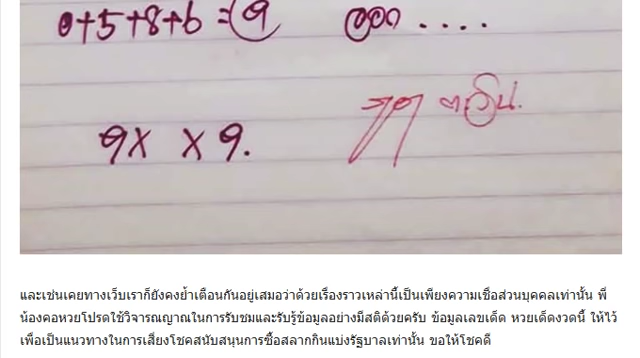 0+5+8+6 =9 ออก ....
9X X 9.
และเช่นเคยทางเว็บเราก็ยังคงย้ำเตือนกันอยู่เสมอว่าด้วยเรื่องราวเหล่านี้เป็นเพียงความเชื่อส่วนบุคคลเท่านั้น พี่
น้องคอหวยโปรดใช้วิจารณญาณในการรับชมและรับรู้ข้อมูลอย่างมีสติด้วยครับ ข้อมูลเลขเด็ด หวยเด็ดงวดนี้ ให้ไว้
เพื่อเป็นแนวทางในการเสี่ยงโชคสนับสนุนการซื้อสลากกินแบ่งรัฐบาลเท่านั้น ขอให้โชคดี